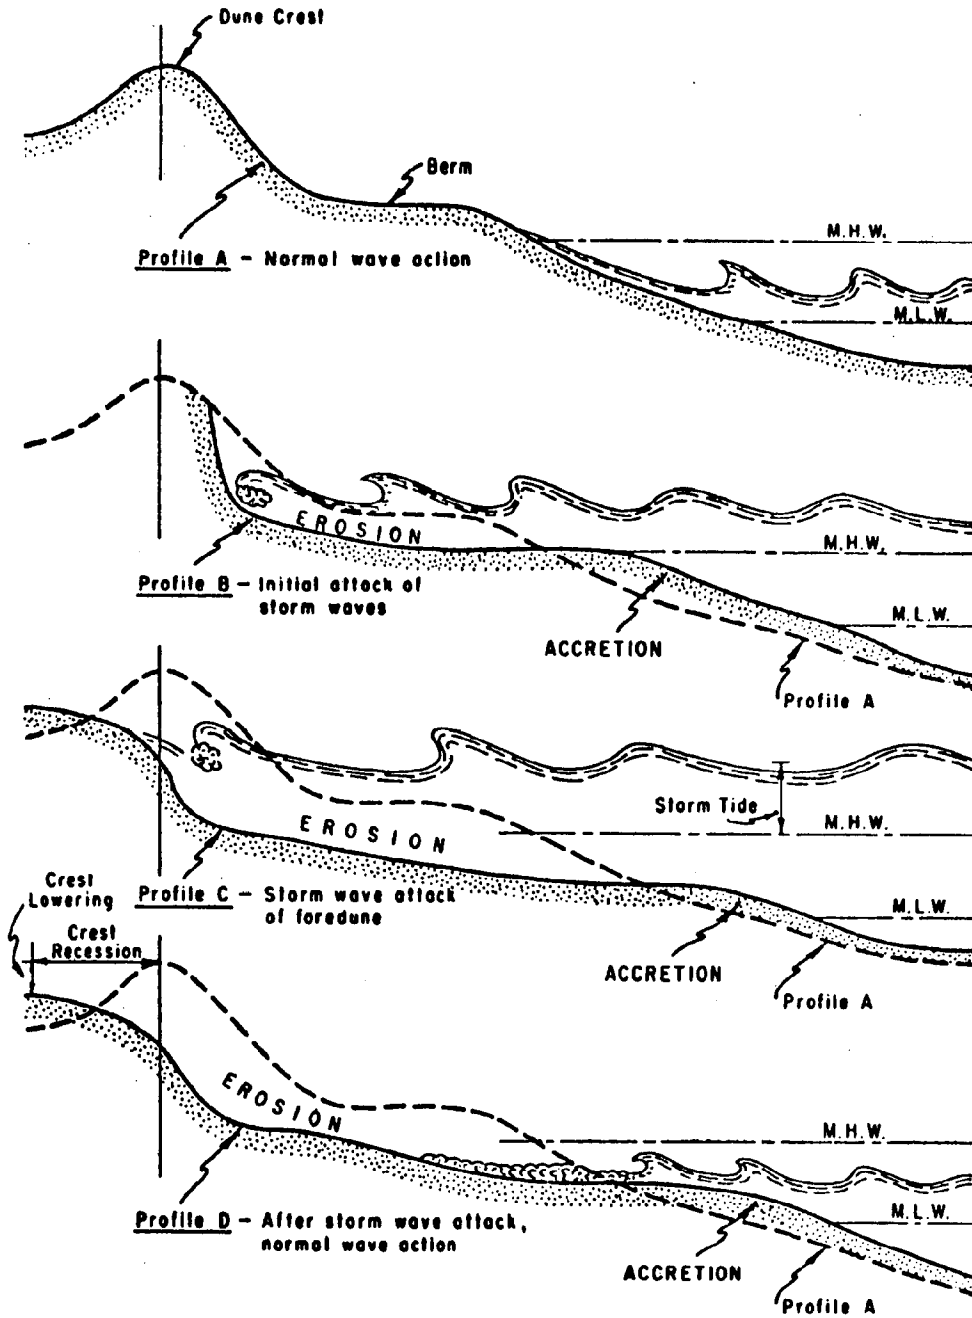 Dune Crest
Berm
M.H.W.
Profile A - Normal wave action
M.L.W.
EROSION
M.H.W.
Profile B - Initial attack of
storm waves
M.L.W.
ACCRETION
Profile A
Storm Tide
EROSION
M.H.W.
Crest
Lowering
Profile C - Storm wave attack
of foredune
M.L.W.
Crest
Recession
ACCRETION
Profile A
EROSION
M.H.W.
Profile D - After storm wave attack,
normal wave action
M.L.W.
ACCRETION
Profile A